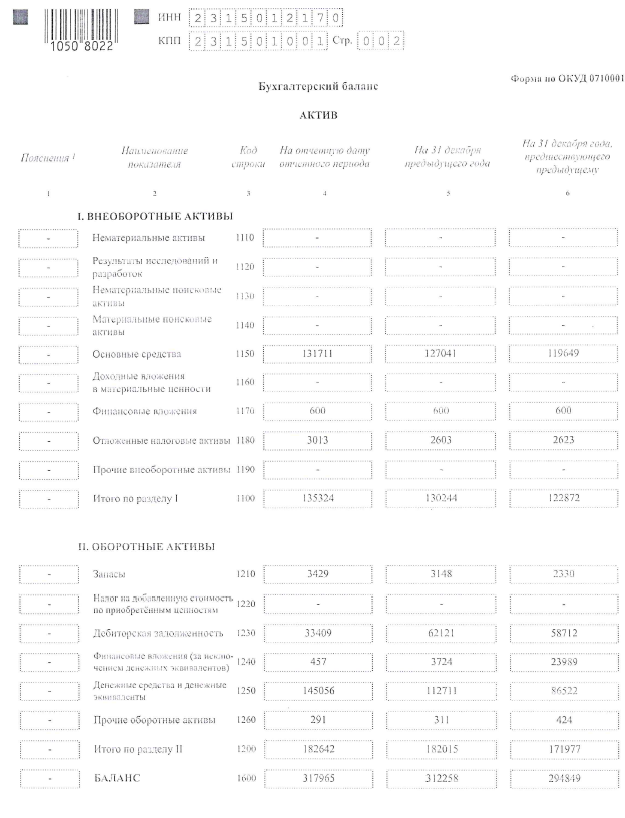 ИНН 2315012170
1050 8022
КПП 231501001 Стр. 002
Форма по ОКУД 0710001
Бухгалтерский баланс
АКТИВ
Пояснения 1 Наименование показателя Код строки На отчетную дату отчетного периода На 31 декабря предыдущего года На 31 декабря года, предшествующего предыдущему
1 2 3 4 5 6
I. ВНЕОБОРОТНЫЕ АКТИВЫ
- Нематериальные активы 1110 - - -
- Результаты исследований и
разработок 1120 - - -
- Нематериальные поисковые
активы 1130 - - -
- Материальные поисковые
активы 1140 - - -
- Основные средства 1150 131711 127041 119649
- Доходные вложения
в материальные ценности 1160 - - -
- Финансовые вложения 1170 600 600 600
- Отложенные налоговые активы 1180 3013 2603 2623
- Прочие внеоборотные активы 1190 - - -
- Итого по разделу I 1100 135324 130244 122872
II. ОБОРОТНЫЕ АКТИВЫ
- Запасы 1210 3429 3148 2330
- Налог на добавленную стоимость
по приобретённым ценностям 1220 - - -
- Дебиторская задолженность 1230 33409 62121 58712
- Финансовые вложения (за исклю-
чением денежных эквивалентов) 1240 457 3724 23989
- Денежные средства и денежные
эквиваленты 1250 145056 112711 86522
- Прочие оборотные активы 1260 291 311 424
- Итого по разделу II 1200 182642 182015 171977
- БАЛАНС 1600 317965 312258 294849